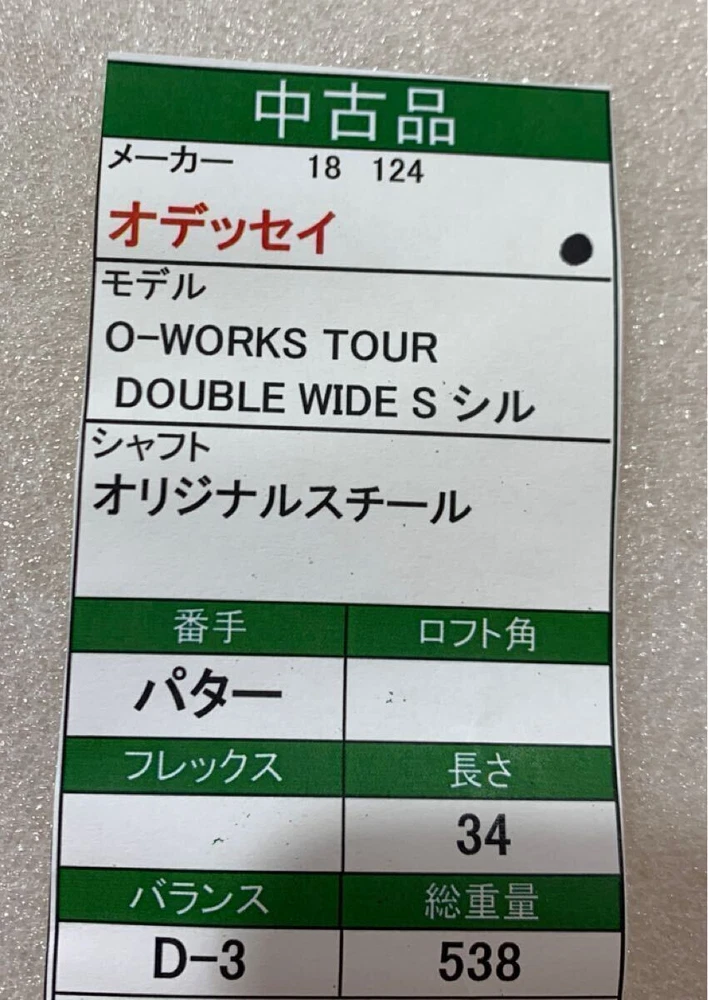 中古品
メーカー 18 124
オデッセイ ●
モデル
O-WORKS TOUR
DOUBLE WIDE S シル
シャフト
オリジナルスチール
番手 ロフト角
パター
フレックス 長さ
34
バランス 総重量
D-3 538